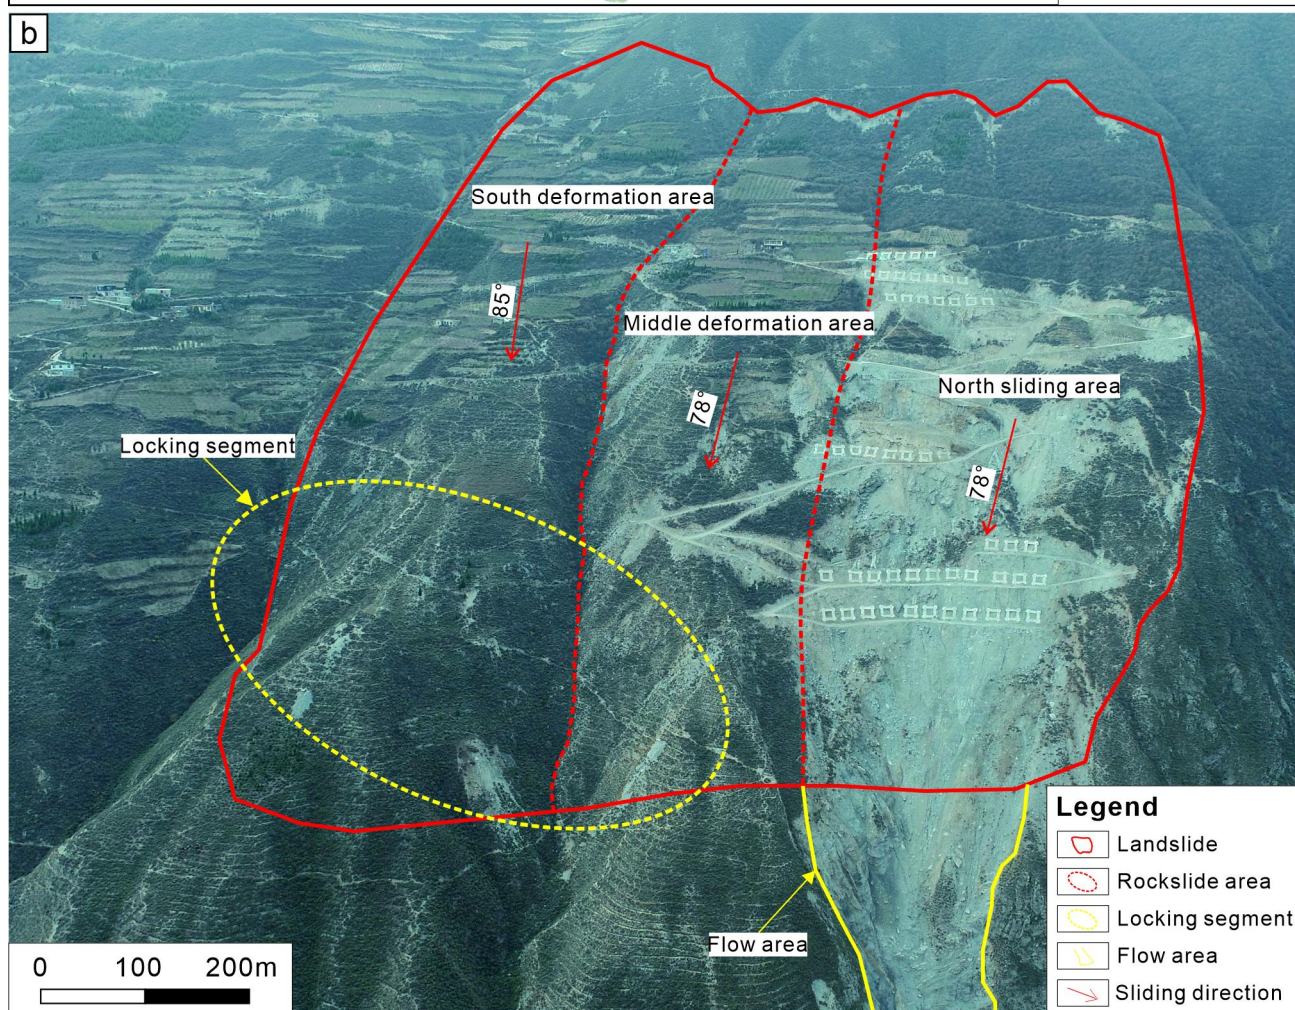 b
South deformation area
85°
Middle deformation area
78°
North sliding area
78°
Locking segment
Flow area
Legend
Landslide
Rockslide area
Locking segment
Flow area
Sliding direction
0 100 200m